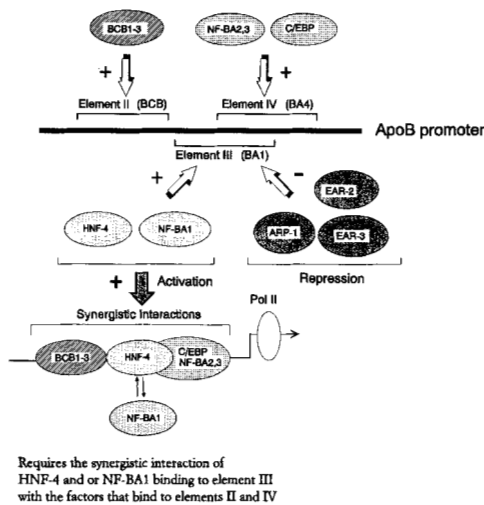 BCB1-3
NF-BA2,3
C/EBP
+
+
Element II (BCB)
Element IV (BA4)
ApoB promoter
Element III (BA1)
+
−
EAR-2
HNF-4
NF-BA1
ARP-1
EAR-3
+ Activation
Repression
Pol II
Synergistic Interactions
BCB1-3
HNF-4
C/EBP
NF-BA2,3
NF-BA1
Requires the synergistic interaction of
HNF-4 and or NF-BA1 binding to element III
with the factors that bind to elements II and IV